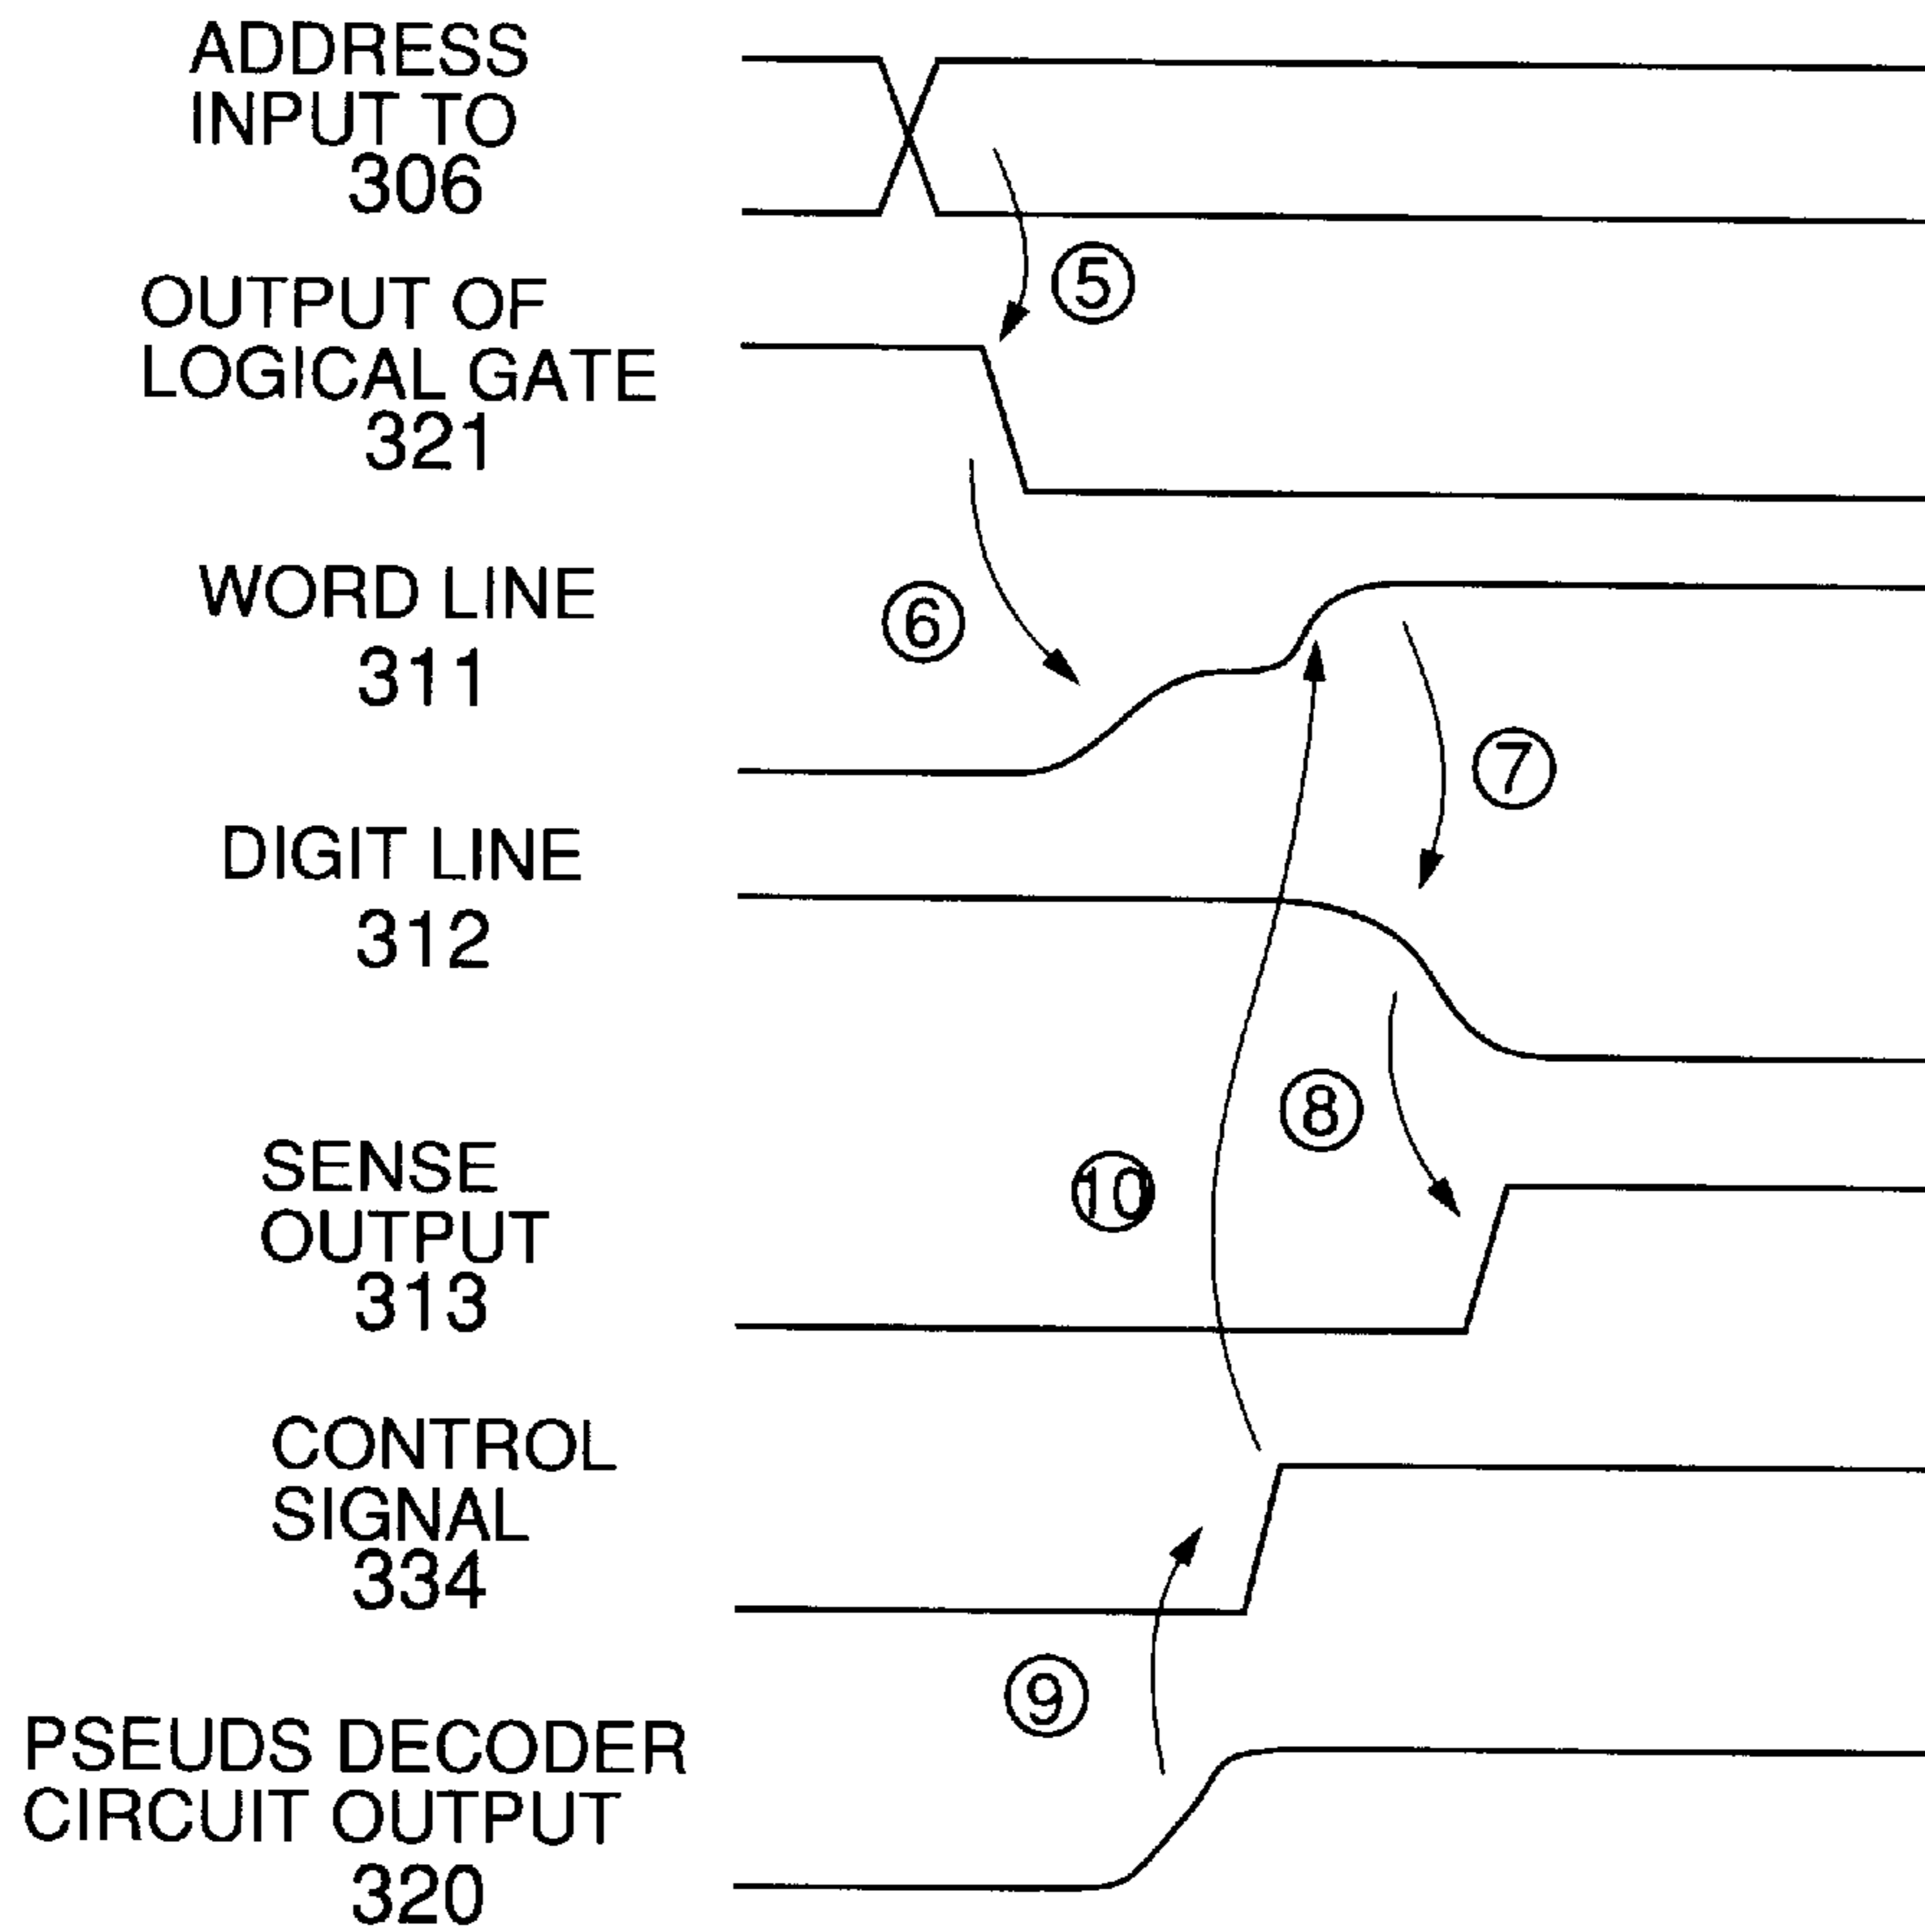 ADDRESS
INPUT TO
306
⑤
OUTPUT OF
LOGICAL GATE
321
⑥
WORD LINE
311
⑦
DIGIT LINE
312
⑧
⑩
SENSE
OUTPUT
313
CONTROL
SIGNAL
334
⑨
PSEUDS DECODER
CIRCUIT OUTPUT
320